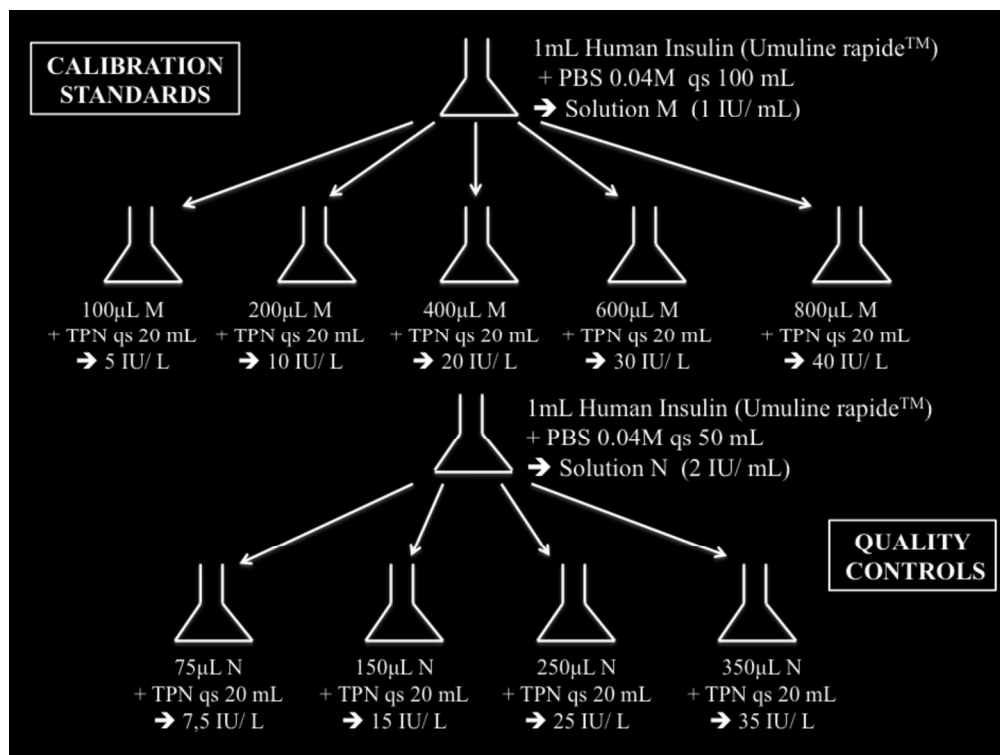 CALIBRATION
STANDARDS
1mL Human Insulin (Umuline rapide™)
+ PBS 0.04M qs 100 mL
➔ Solution M (1 IU/ mL)
100µL M
+ TPN qs 20 mL
➔ 5 IU/ L
200µL M
+ TPN qs 20 mL
➔ 10 IU/ L
400µL M
+ TPN qs 20 mL
➔ 20 IU/ L
600µL M
+ TPN qs 20 mL
➔ 30 IU/ L
800µL M
+ TPN qs 20 mL
➔ 40 IU/ L
1mL Human Insulin (Umuline rapide™)
+ PBS 0.04M qs 50 mL
➔ Solution N (2 IU/ mL)
QUALITY
CONTROLS
75µL N
+ TPN qs 20 mL
➔ 7,5 IU/ L
150µL N
+ TPN qs 20 mL
➔ 15 IU/ L
250µL N
+ TPN qs 20 mL
➔ 25 IU/ L
350µL N
+ TPN qs 20 mL
➔ 35 IU/ L